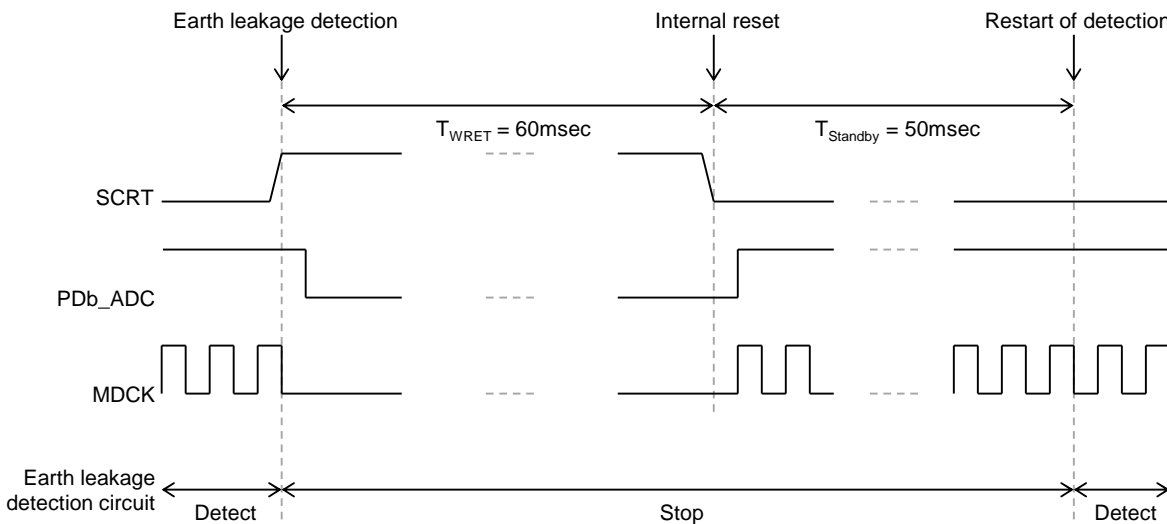 Earth leakage detection
Internal reset
Restart of detection
T_WRET = 60msec
T_Standby = 50msec
SCRT
PDb_ADC
MDCK
Earth leakage
detection circuit
Detect
Stop
Detect